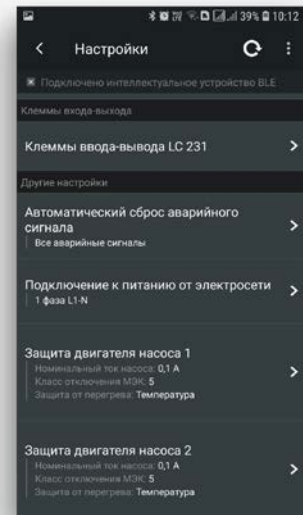 39% 10:12
Настройки
Подключено интеллектуальное устройство BLE
Клеммы входа-выхода
Клеммы ввода-вывода LC 231
Другие настройки
Автоматический сброс аварийного
сигнала
Все аварийные сигналы
Подключение к питанию от электросети
1 фаза L1-N
Защита двигателя насоса 1
Номинальный ток насоса: 0,1 А
Класс отключения МЭК: 5
Защита от перегрева: Температура
Защита двигателя насоса 2
Номинальный ток насоса: 0,1 А
Класс отключения МЭК: 5
Защита от перегрева: Температура